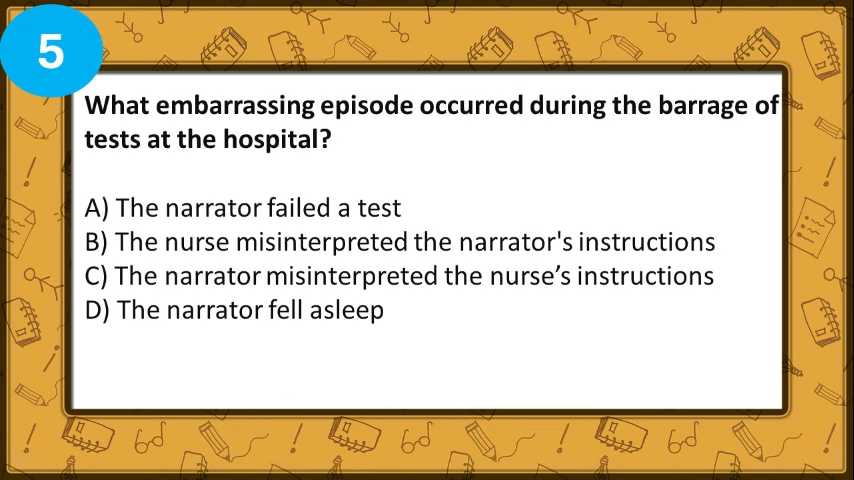 5
What embarrassing episode occurred during the barrage of
tests at the hospital?
A) The narrator failed a test
B) The nurse misinterpreted the narrator's instructions
C) The narrator misinterpreted the nurse’s instructions
D) The narrator fell asleep